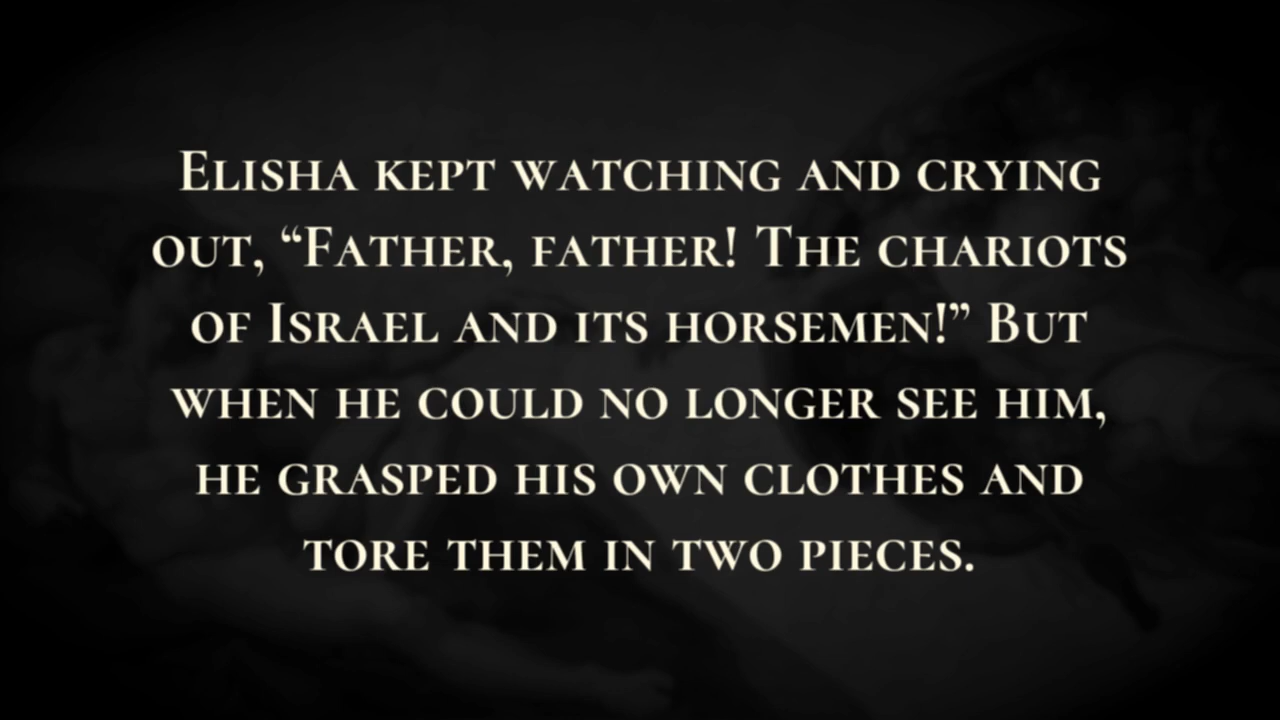 Elisha kept watching and crying
out, “Father, father! The chariots
of Israel and its horsemen!” But
when he could no longer see him,
he grasped his own clothes and
tore them in two pieces.